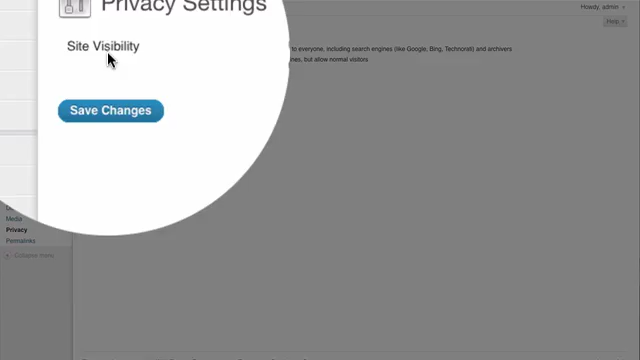 Privacy Settings
Howdy, admin
Help
Site Visibility
to everyone, including search engines (like Google, Bing, Technorati) and archivers
nes, but allow normal visitors
Save Changes
Media
Privacy
Permalinks
Collapse menu